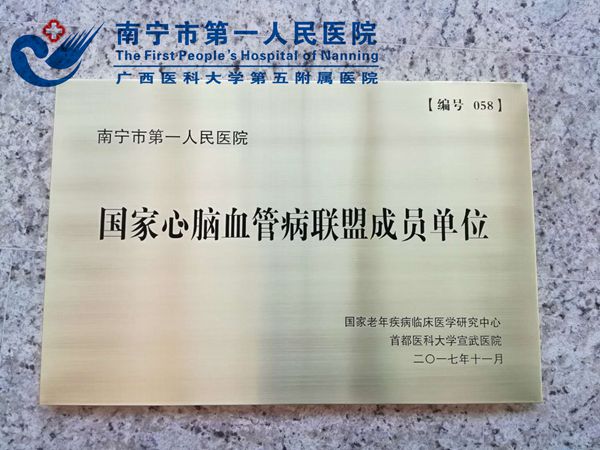 南宁市第一人民医院
The First People's Hospital of Nanning
广西医科大学第五附属医院
【编号 058】
南宁市第一人民医院
国家心脑血管病联盟成员单位
国家老年疾病临床医学研究中心
首都医科大学宣武医院
二〇一七年十一月